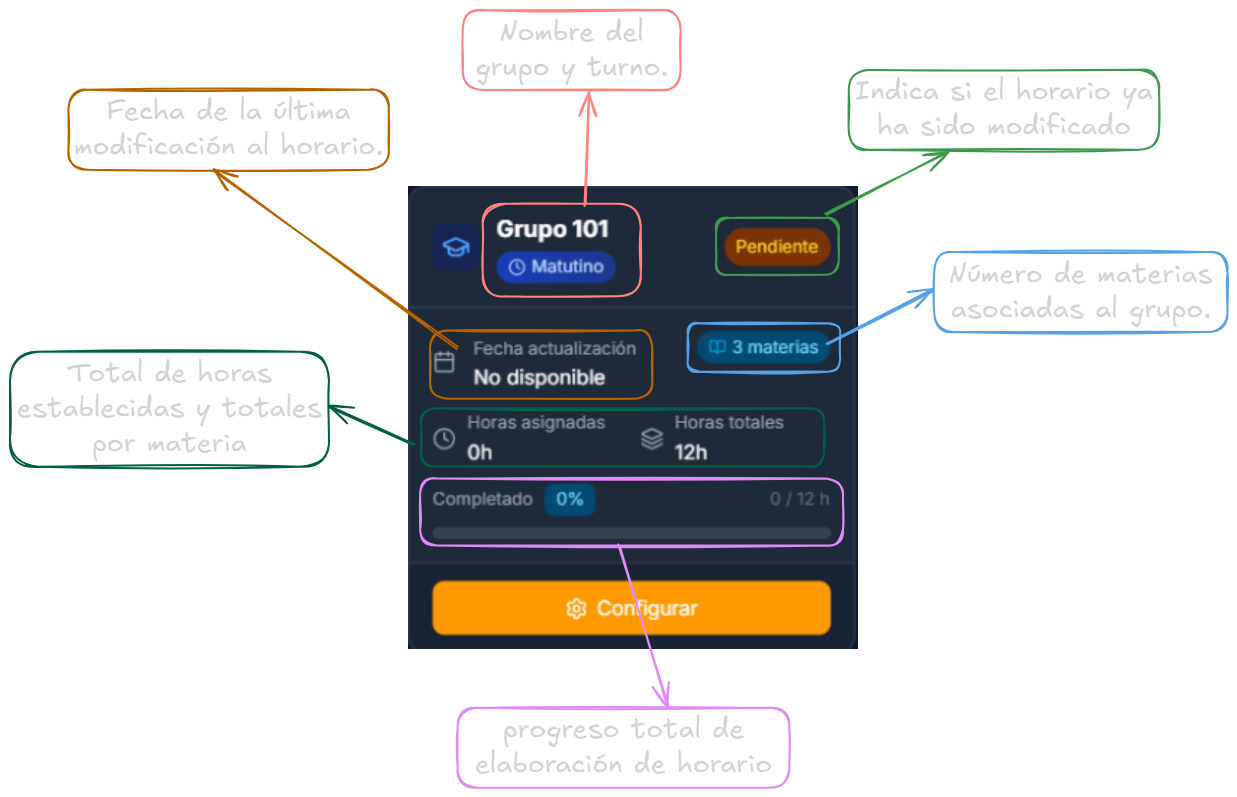 Nombre del
grupo y turno.
Indica si el horario ya
ha sido modificado
Fecha de la última
modificación al horario.
Grupo 101
Matutino
Pendiente
Número de materias
asociadas al grupo.
Fecha actualización
No disponible
3 materias
Total de horas
establecidas y totales
por materia
Horas asignadas
0h
Horas totales
12h
Completado 0% 0 / 12 h
Configurar
progreso total de
elaboración de horario